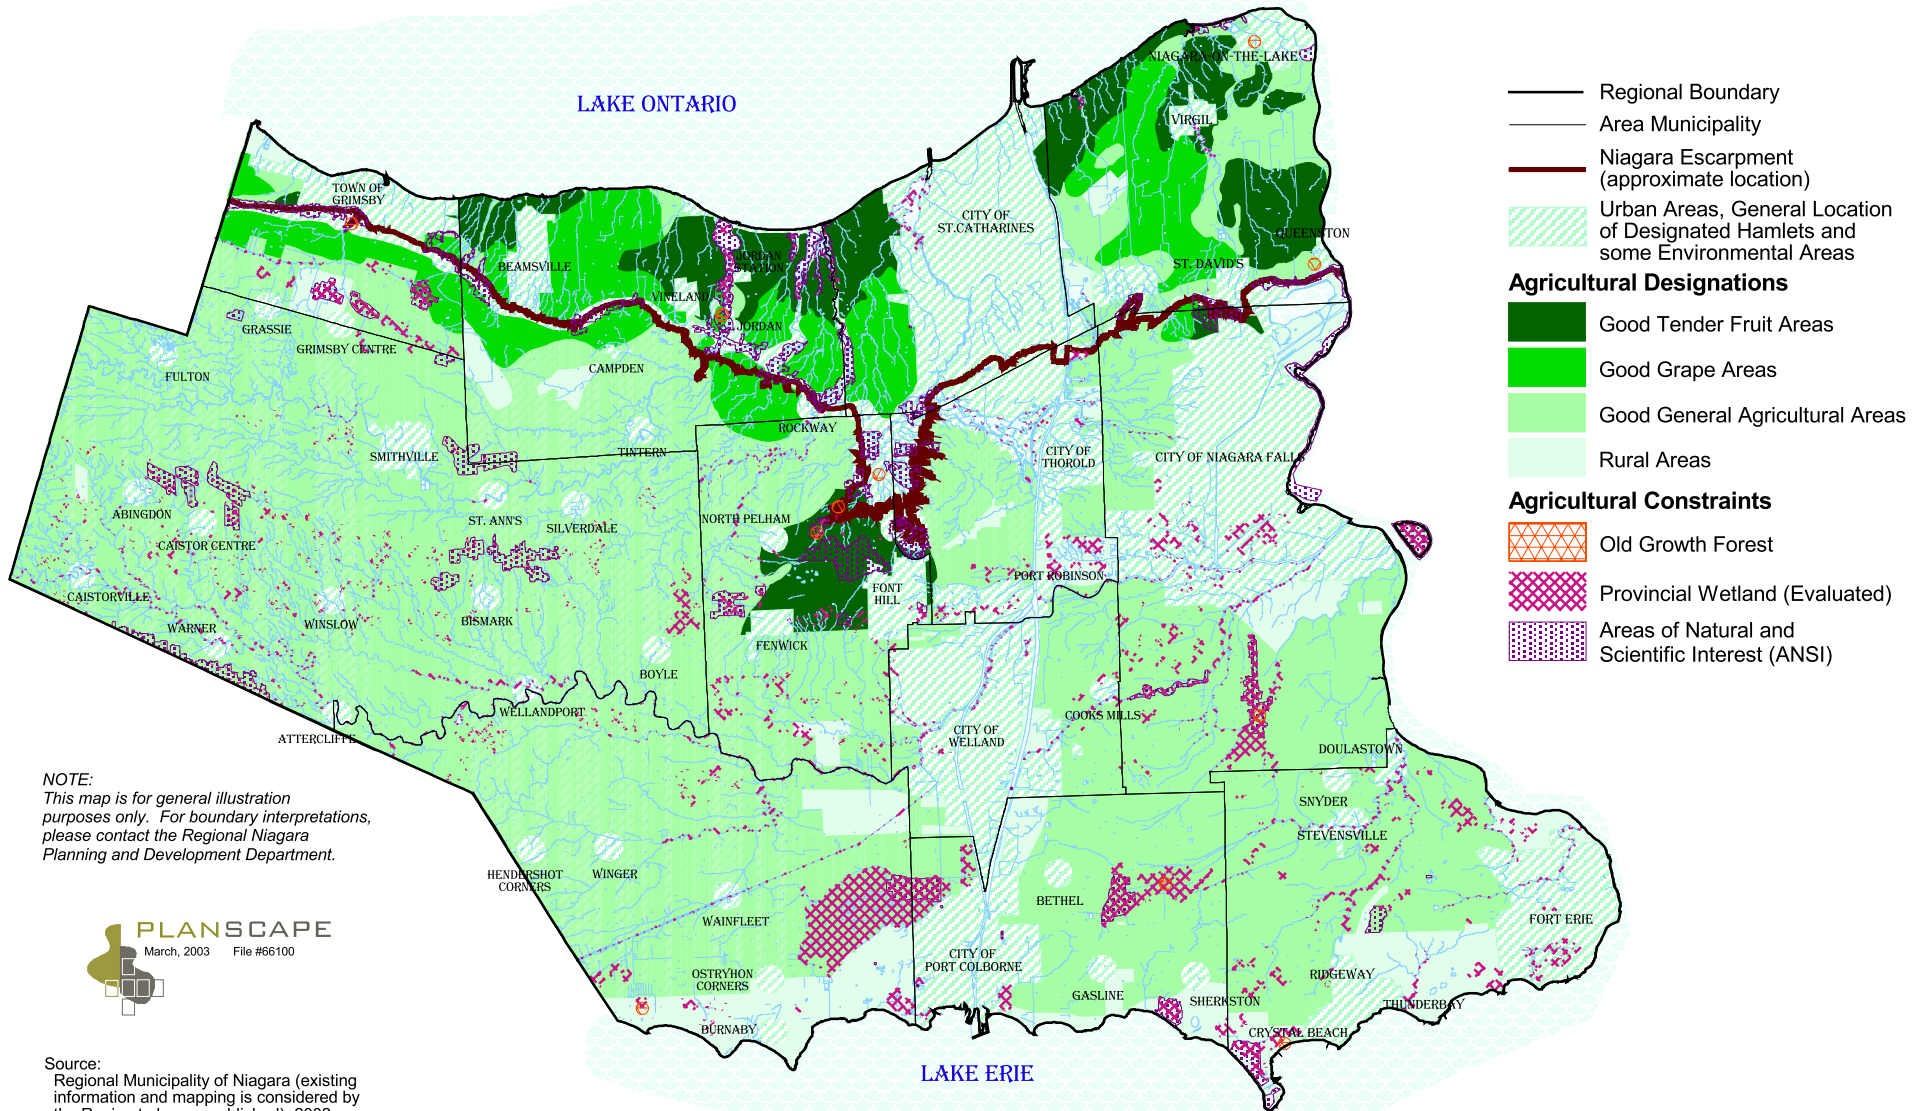 LAKE ONTARIO
NIAGARA-ON-THE-LAKE
VIRGIL
TOWN OF
GRIMSBY
CITY OF
ST.CATHARINES
QUEENSTON
JORDAN
STATION
BEAMSVILLE
ST. DAVID'S
VINELAND
JORDAN
GRASSIE
GRIMSBY CENTRE
CAMPDEN
FULTON
ROCKWAY
SMITHVILLE
TINTERN
CITY OF
THOROLD
CITY OF NIAGARA FALLS
ABINGDON
ST. ANN'S
SILVERDALE
NORTH PELHAM
CAISTOR CENTRE
PORT ROBINSON
FONT
HILL
CAISTORVILLE
WARNER
WINSLOW
BISMARK
FENWICK
BOYLE
WELLANDPORT
COOKS MILLS
CITY OF
WELLAND
ATTERCLIFFE
DOULASTOWN
SNYDER
STEVENSVILLE
HENDERSHOT
CORNERS
WINGER
BETHEL
WAINFLEET
FORT ERIE
CITY OF
PORT COLBORNE
OSTRYHON
CORNERS
RIDGEWAY
GASLINE
SHERKSTON
THUNDERBAY
BURNABY
CRYSTAL BEACH
LAKE ERIE
Regional Boundary
Area Municipality
Niagara Escarpment
(approximate location)
Urban Areas, General Location
of Designated Hamlets and
some Environmental Areas
Agricultural Designations
Good Tender Fruit Areas
Good Grape Areas
Good General Agricultural Areas
Rural Areas
Agricultural Constraints
Old Growth Forest
Provincial Wetland (Evaluated)
Areas of Natural and
Scientific Interest (ANSI)
NOTE:
This map is for general illustration
purposes only. For boundary interpretations,
please contact the Regional Niagara
Planning and Development Department.
PLANSCAPE
March, 2003 File #66100
Source:
Regional Municipality of Niagara (existing
information and mapping is considered by